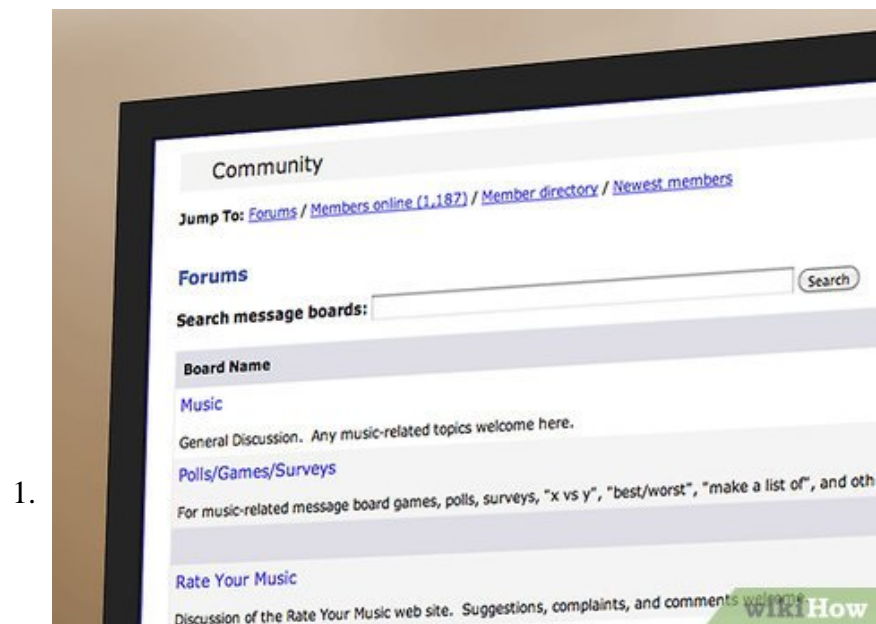 Community
Jump To: Forums / Members online (1,187) / Member directory / Newest members
Forums
Search message boards:
Search
Board Name
Music
General Discussion. Any music-related topics welcome here.
Polls/Games/Surveys
For music-related message board games, polls, surveys, "x vs y", "best/worst", "make a list of", and oth
1.
Rate Your Music
Discussion of the Rate Your Music web site. Suggestions, complaints, and comments welcome.
wikiHow